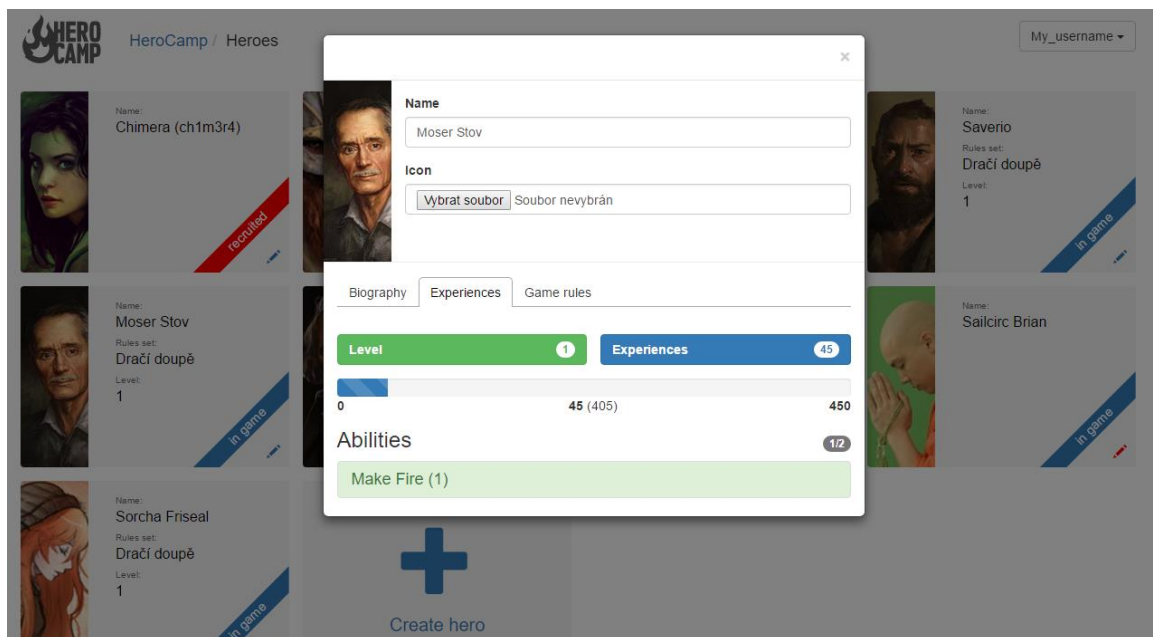 HERO
CAMP
HeroCamp / Heroes
My_username
×
Name:
Chimera (ch1m3r4)
recruited
Name
Moser Stov
Icon
Vybrat soubor Soubor nevybrán
Name:
Saverio
Rules set:
Dračí doupě
Level:
1
in game
Biography Experiences Game rules
Level 1 Experiences 45
0 45 (405) 450
Abilities 1/2
Make Fire (1)
Name:
Moser Stov
Rules set:
Dračí doupě
Level:
1
in game
Name:
Sailcirc Brian
in game
Name:
Sorcha Friseal
Rules set:
Dračí doupě
Level:
1
in game
Create hero